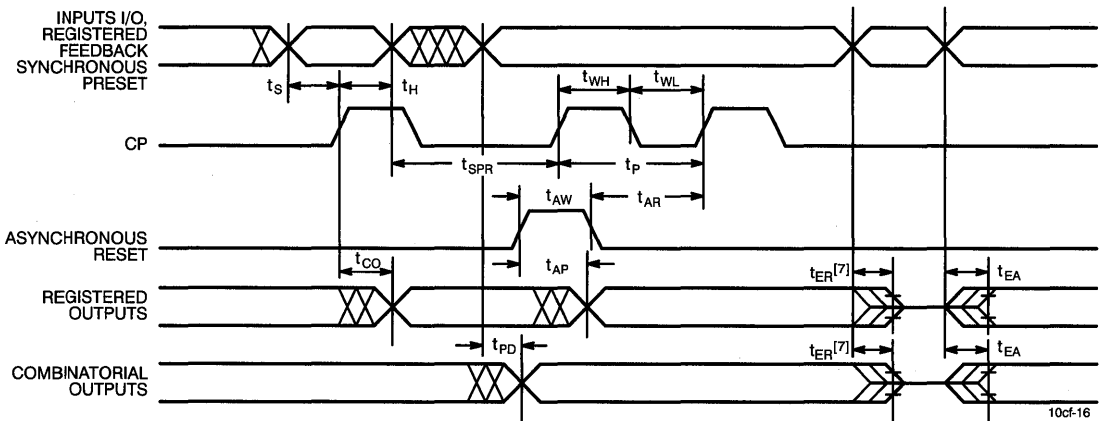 INPUTS I/O,
REGISTERED
FEEDBACK
SYNCHRONOUS
PRESET
tS
tH
tWH
tWL
CP
tSPR
tP
tAW
tAR
ASYNCHRONOUS
RESET
tCO
tAP
tER[7]
tEA
REGISTERED
OUTPUTS
tPD
tER[7]
tEA
COMBINATORIAL
OUTPUTS
10cf-16